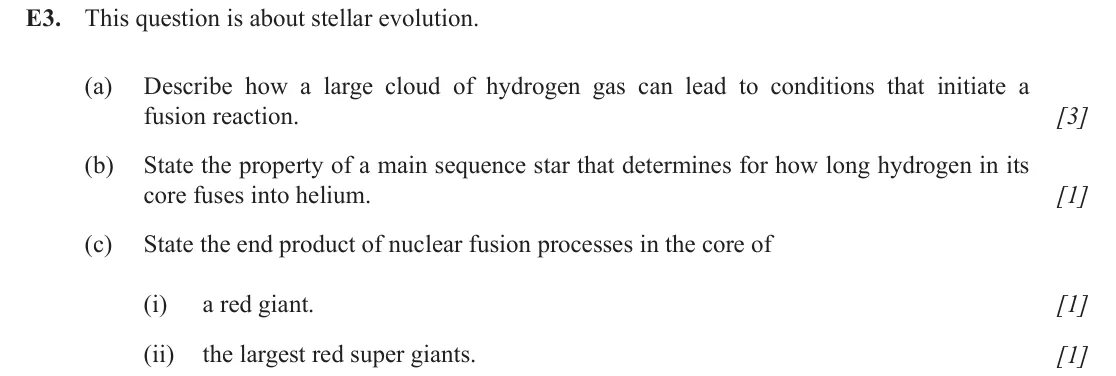 E3. This question is about stellar evolution.
(a) Describe how a large cloud of hydrogen gas can lead to conditions that initiate a
fusion reaction. [3]
(b) State the property of a main sequence star that determines for how long hydrogen in its
core fuses into helium. [1]
(c) State the end product of nuclear fusion processes in the core of
(i) a red giant. [1]
(ii) the largest red super giants. [1]